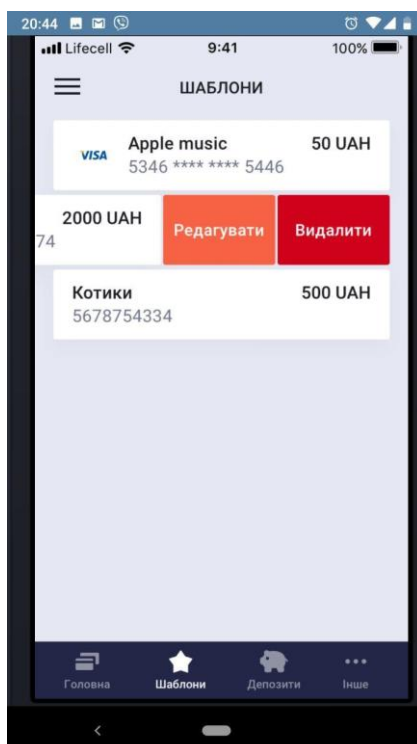 20:44
Lifecell 9:41 100%
ШАБЛОНИ
VISA Apple music 50 UAH
5346 **** **** 5446
2000 UAH Редагувати Видалити
74
Котики 500 UAH
5678754334
Головна Шаблони Депозити Інше